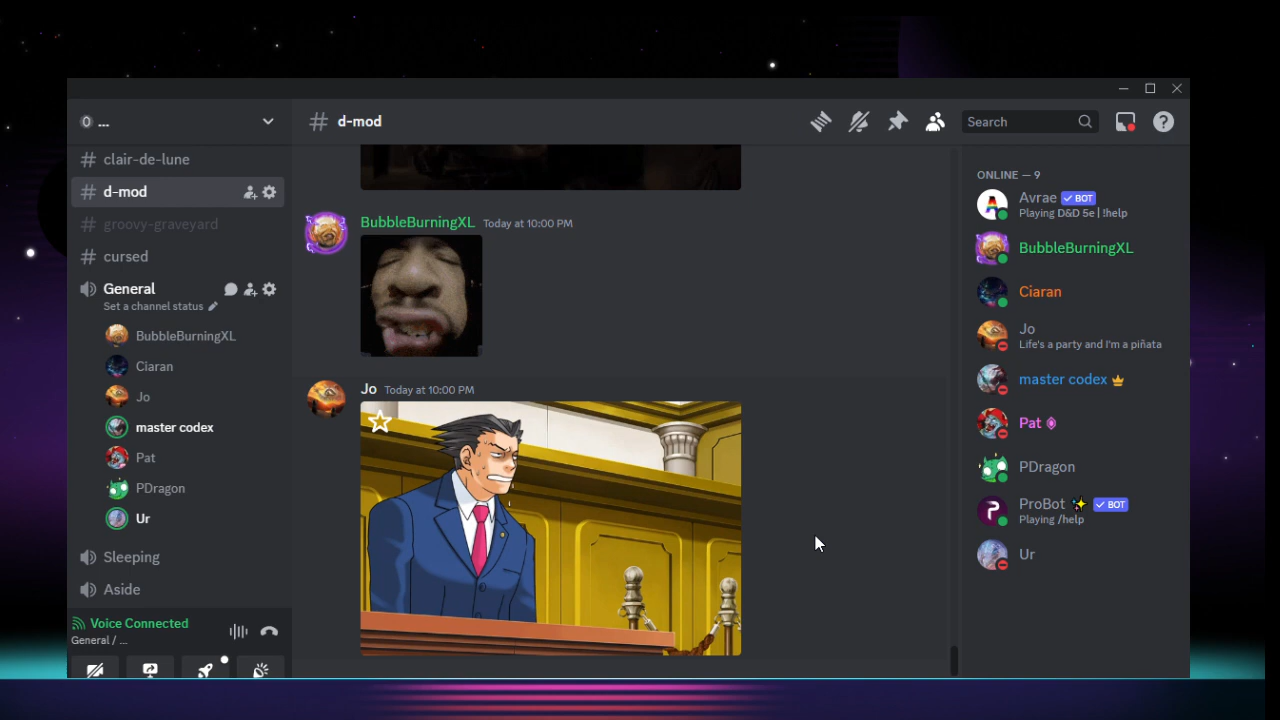 0 ...
clair-de-lune
d-mod
groovy-graveyard
cursed
General
Set a channel status
BubbleBurningXL
Ciaran
Jo
master codex
Pat
PDragon
Ur
Sleeping
Aside
Voice Connected
General / ...
# d-mod
Search
BubbleBurningXL Today at 10:00 PM
Jo Today at 10:00 PM
ONLINE — 9
Avrae BOT
Playing D&D 5e | !help
BubbleBurningXL
Ciaran
Jo
Life's a party and I'm a piñata
master codex
Pat
PDragon
ProBot ✨ BOT
Playing /help
Ur